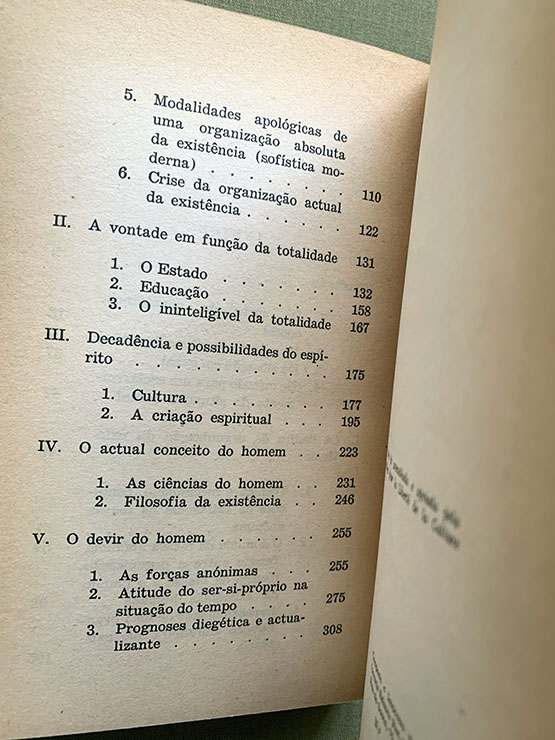 5. Modalidades apológicas de
uma organização absoluta
da existência (sofística mo-
derna) . . . . . . . . 110
6. Crise da organização actual
da existência . . . . . . 122
II. A vontade em função da totalidade 131
1. O Estado . . . . . . . 132
2. Educação . . . . . . . 158
3. O ininteligível da totalidade 167
III. Decadência e possibilidades do espí-
rito . . . . . . . . . . 175
1. Cultura . . . . . . . . 177
2. A criação espiritual . . . 195
IV. O actual conceito do homem . . 223
1. As ciências do homem . . 231
2. Filosofia da existência . . . 246
V. O devir do homem . . . . . . 255
1. As forças anónimas . . . 255
2. Atitude do ser-si-próprio na
situação do tempo . . . . 275
3. Prognoses diegética e actua-
lizante . . . . . . . . 308